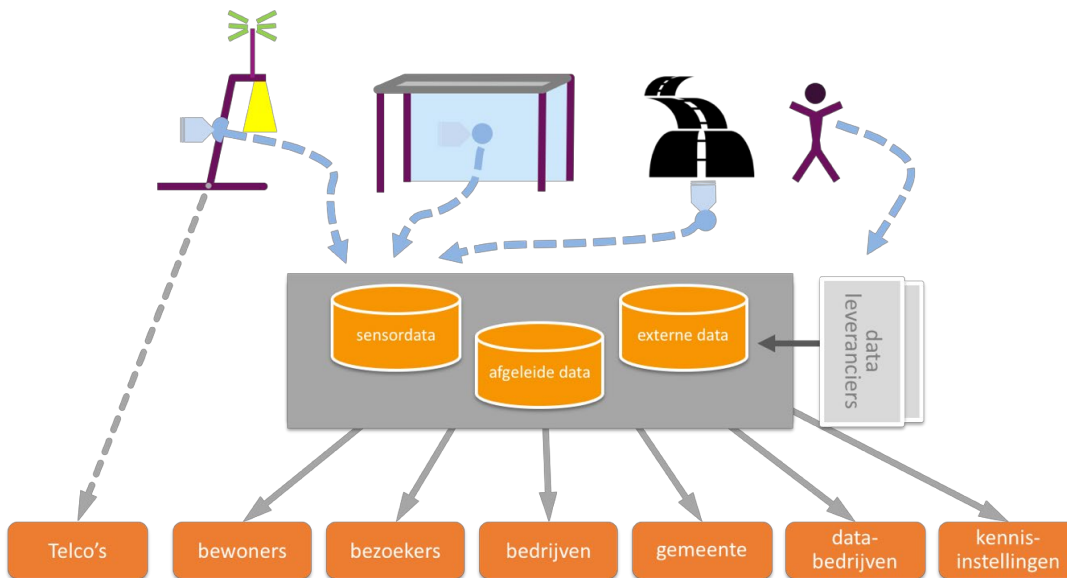 sensordata
externe data
afgeleide data
data
leveranciers
Telco's
bewoners
bezoekers
bedrijven
gemeente
data-
bedrijven
kennis-
instellingen